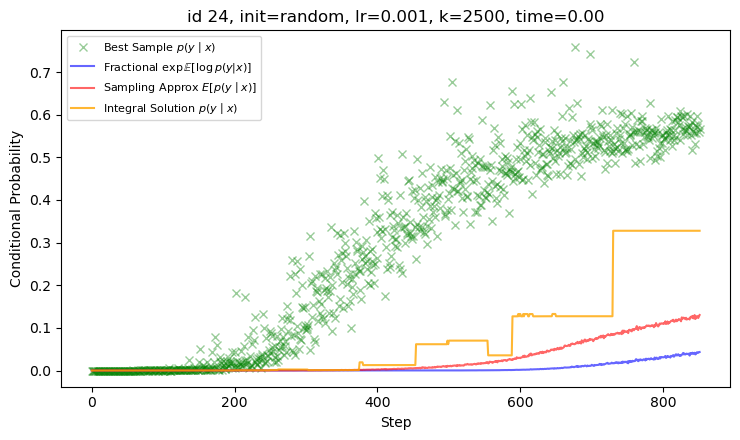 id 24, init=random, lr=0.001, k=2500, time=0.00
Best Sample p(y | x)
Fractional exp𝔼[log p(y|x)]
Sampling Approx E[p(y | x)]
Integral Solution p(y | x)
Conditional Probability
0.7
0.6
0.5
0.4
0.3
0.2
0.1
0.0
0 200 400 600 800
Step